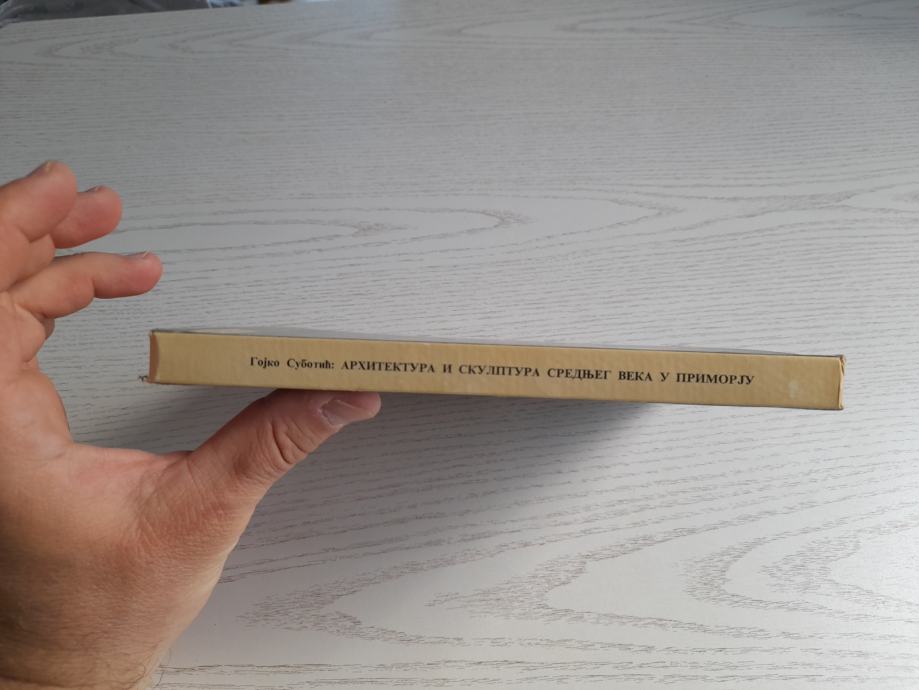 Гојко Суботић: АРХИТЕКТУРА И СКУЛПТУРА СРЕДЊЕГ ВЕКА У ПРИМОРЈУ